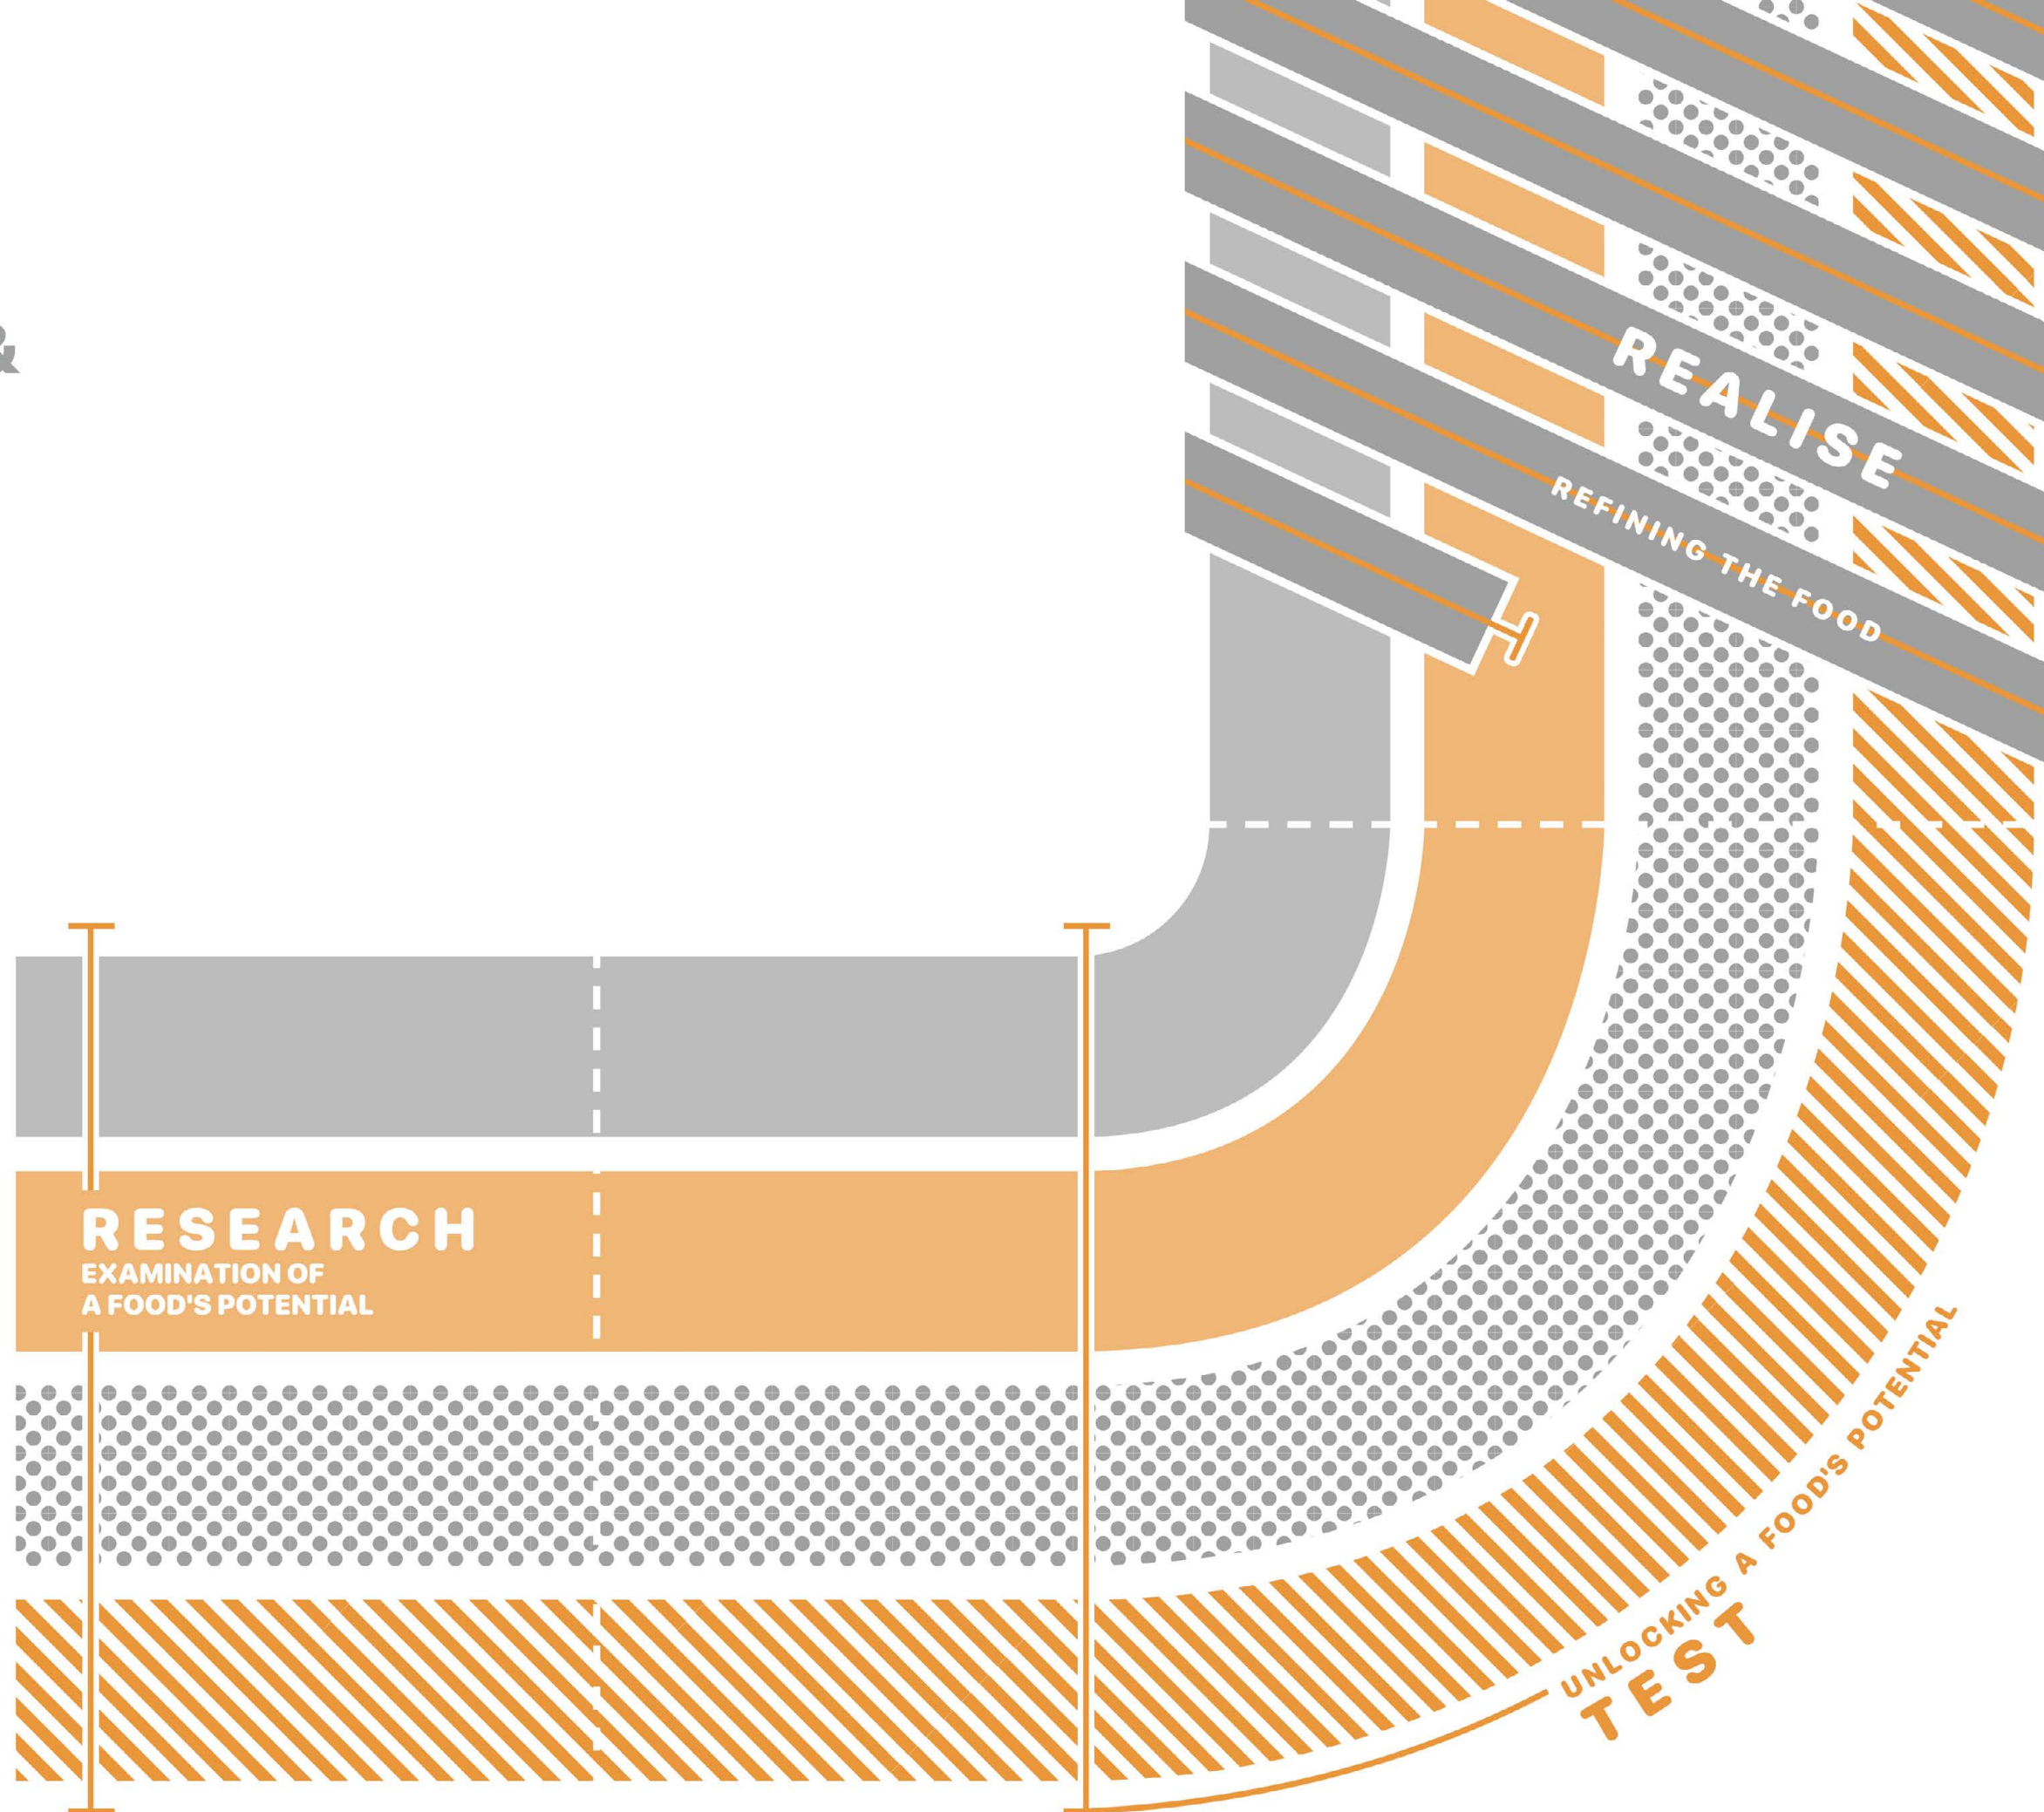 &
REALISE
REFINING THE FOOD
RESEARCH
EXAMINATION OF
A FOOD'S POTENTIAL
UNLOCKING A FOOD'S POTENTIAL
TEST